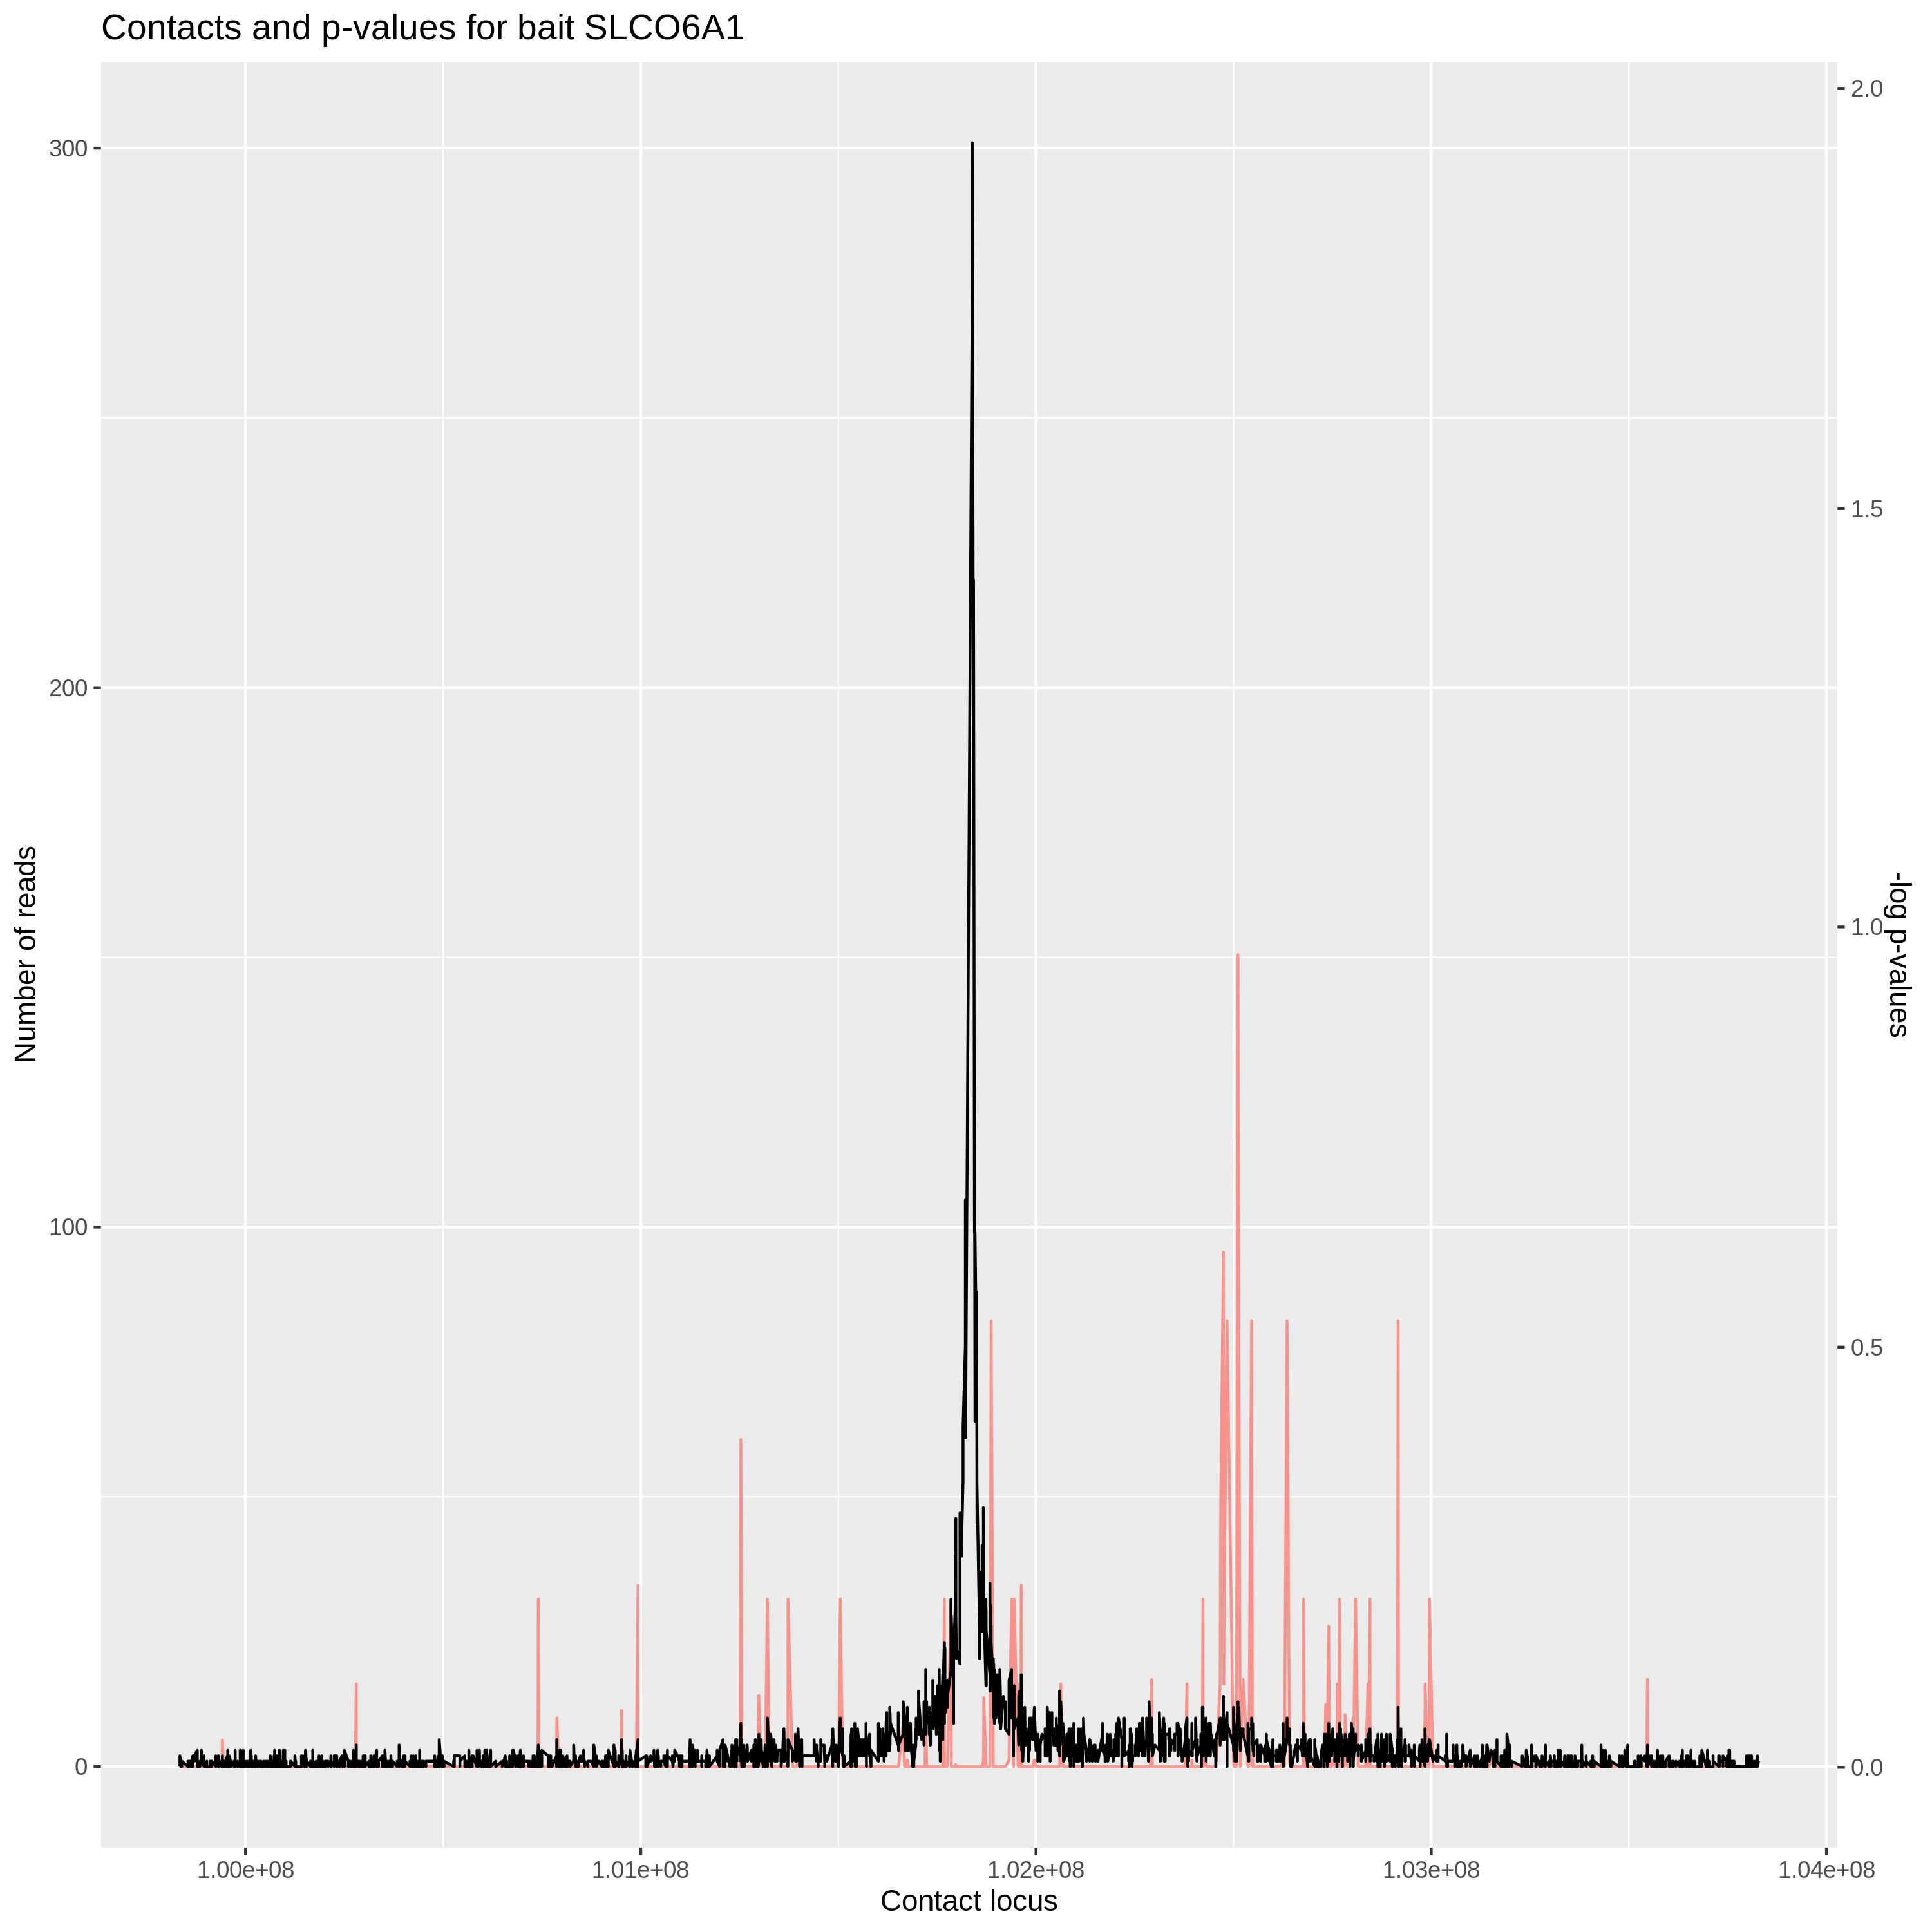 Contacts and p-values for bait SLCO6A1
Number of reads
300
200
100
0
2.0
1.5
1.0
0.5
0.0
-log p-values
1.00e+08 1.01e+08 1.02e+08 1.03e+08 1.04e+08
Contact locus